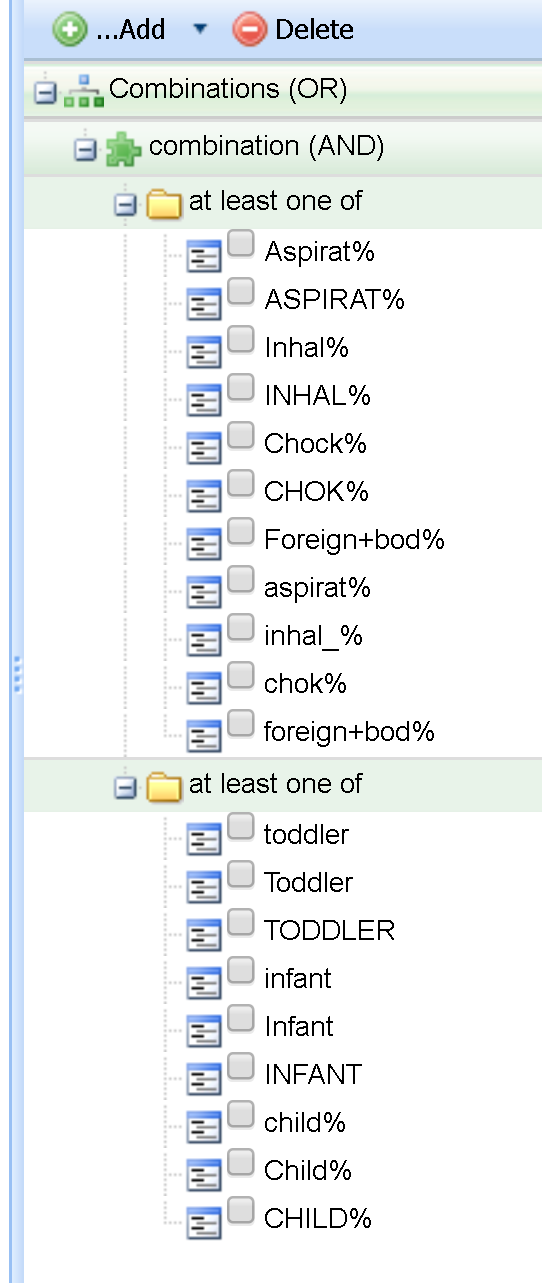 ...Add Delete
Combinations (OR)
combination (AND)
at least one of
Aspirat%
ASPIRAT%
Inhal%
INHAL%
Chock%
CHOK%
Foreign+bod%
aspirat%
inhal_%
chok%
foreign+bod%
at least one of
toddler
Toddler
TODDLER
infant
Infant
INFANT
child%
Child%
CHILD%